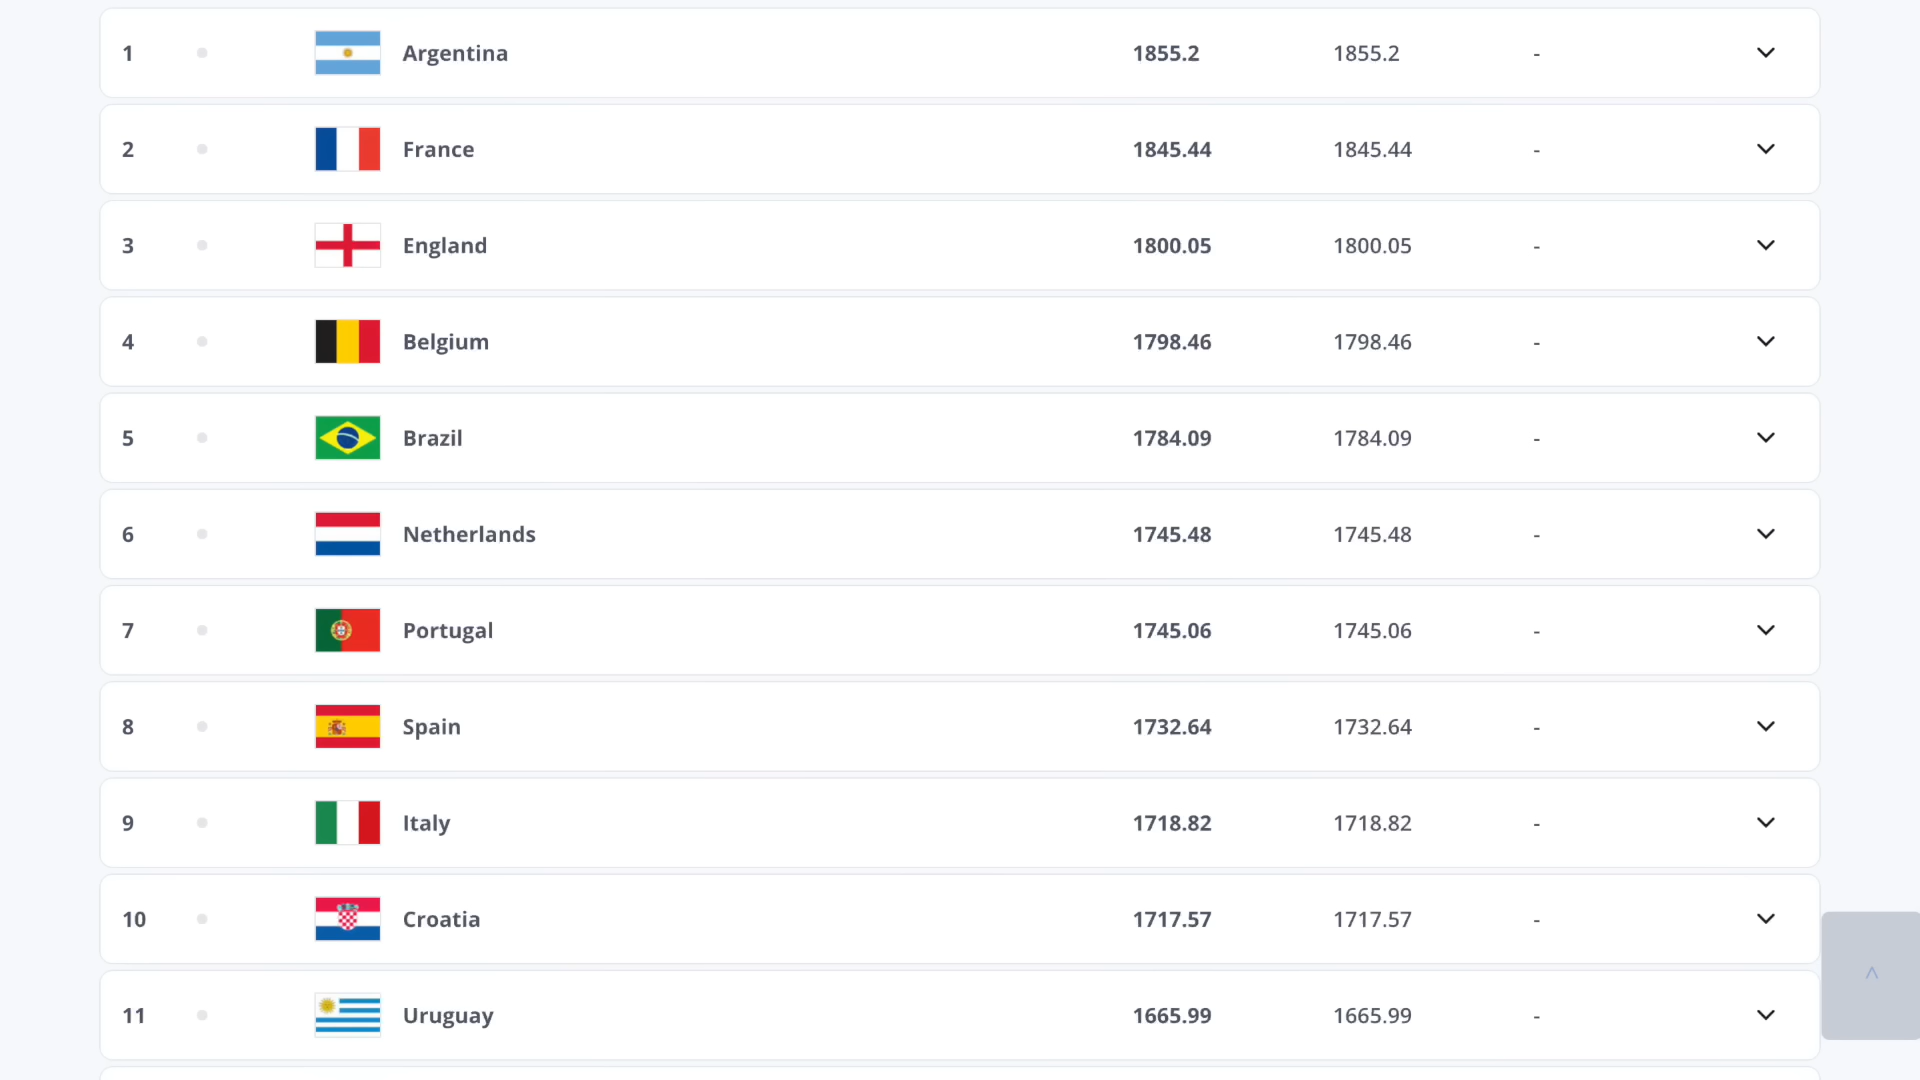 1 Argentina 1855.2 1855.2 -
2 France 1845.44 1845.44 -
3 England 1800.05 1800.05 -
4 Belgium 1798.46 1798.46 -
5 Brazil 1784.09 1784.09 -
6 Netherlands 1745.48 1745.48 -
7 Portugal 1745.06 1745.06 -
8 Spain 1732.64 1732.64 -
9 Italy 1718.82 1718.82 -
10 Croatia 1717.57 1717.57 -
11 Uruguay 1665.99 1665.99 -